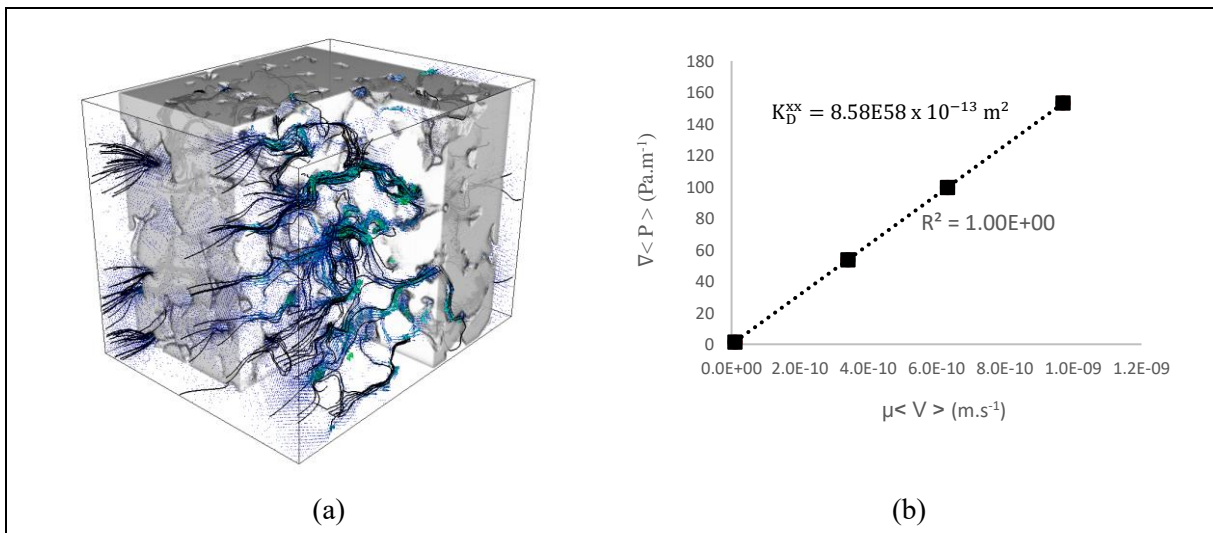 180
160
140
120
100
80
60
40
20
0
∇< P > (Pa.m⁻¹)
K_D^xx = 8.58E58 x 10⁻¹³ m²
R² = 1.00E+00
0.0E+00 2.0E-10 4.0E-10 6.0E-10 8.0E-10 1.0E-09 1.2E-09
µ< V > (m.s⁻¹)
(a) (b)